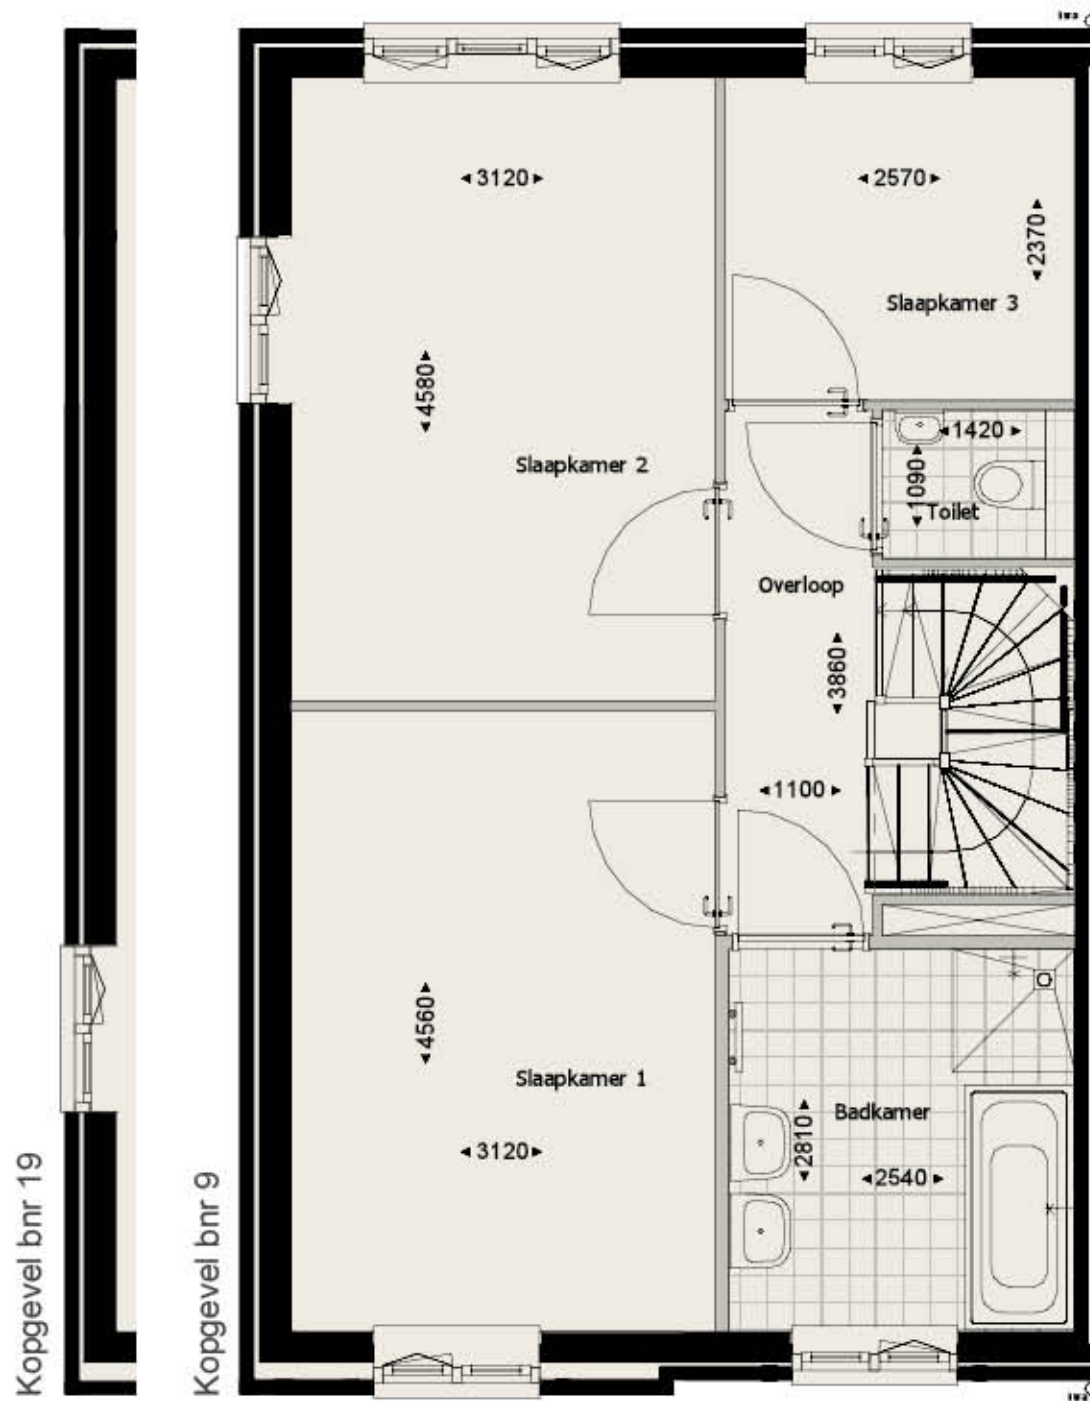 3120
2570
2370
Slaapkamer 3
4580
1420
Slaapkamer 2
1090
Toilet
Overloop
3860
1100
4560
Slaapkamer 1
Badkamer
2810
3120
2540
Kopgevel bnr 19
Kopgevel bnr 9